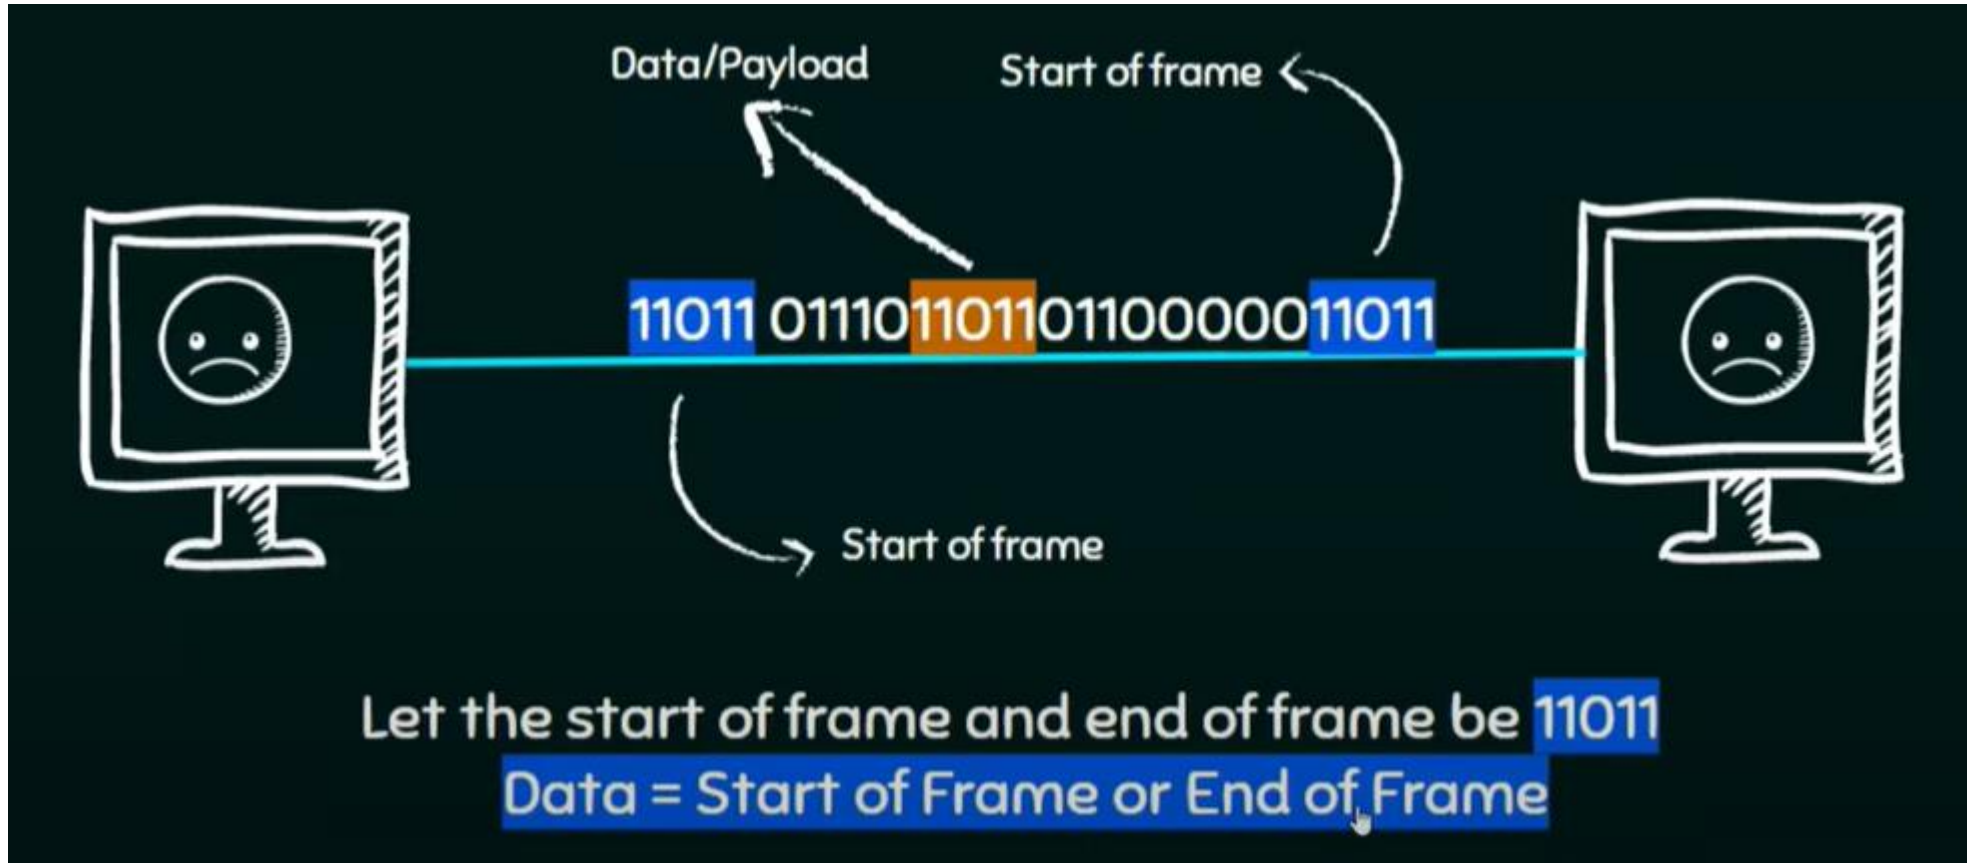 Data/Payload
Start of frame
11011 011101101101100000011011
Start of frame
Let the start of frame and end of frame be 11011
Data = Start of Frame or End of Frame